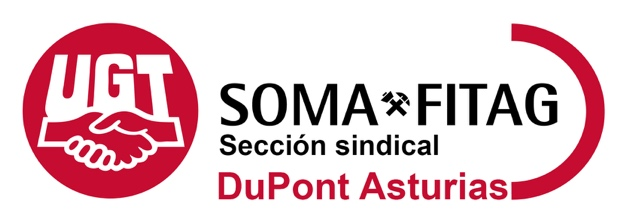 UGT
SOMA FITAG
Sección sindical
DuPont Asturias